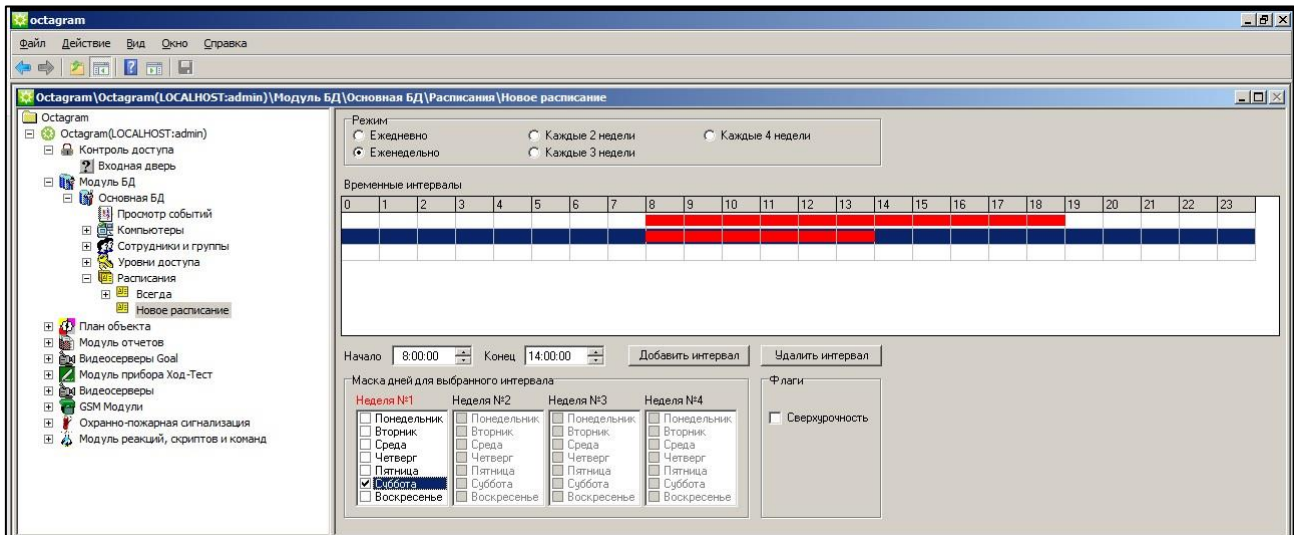 octagram
Файл Действие Вид Окно Справка
Octagram\Octagram(LOCALHOST:admin)\Модуль БД\Основная БД\Расписания\Новое расписание
Octagram
Octagram(LOCALHOST:admin)
Контроль доступа
Входная дверь
Модуль БД
Основная БД
Просмотр событий
Компьютеры
Сотрудники и группы
Уровни доступа
Расписания
Всегда
Новое расписание
План объекта
Модуль отчетов
Видеосерверы Goal
Модуль прибора Ход-Тест
Видеосерверы
GSM Модули
Охранно-пожарная сигнализация
Модуль реакций, скриптов и команд
Режим
Ежедневно Каждые 2 недели Каждые 4 недели
Еженедельно Каждые 3 недели
Временные интервалы
0 1 2 3 4 5 6 7 8 9 10 11 12 13 14 15 16 17 18 19 20 21 22 23
Начало 8:00:00 Конец 14:00:00 Добавить интервал Удалить интервал
Маска дней для выбранного интервала Флаги
Неделя №1 Неделя №2 Неделя №3 Неделя №4
Понедельник Понедельник Понедельник Понедельник Сверхурочность
Вторник Вторник Вторник Вторник
Среда Среда Среда Среда
Четверг Четверг Четверг Четверг
Пятница Пятница Пятница Пятница
Суббота Суббота Суббота Суббота
Воскресенье Воскресенье Воскресенье Воскресенье